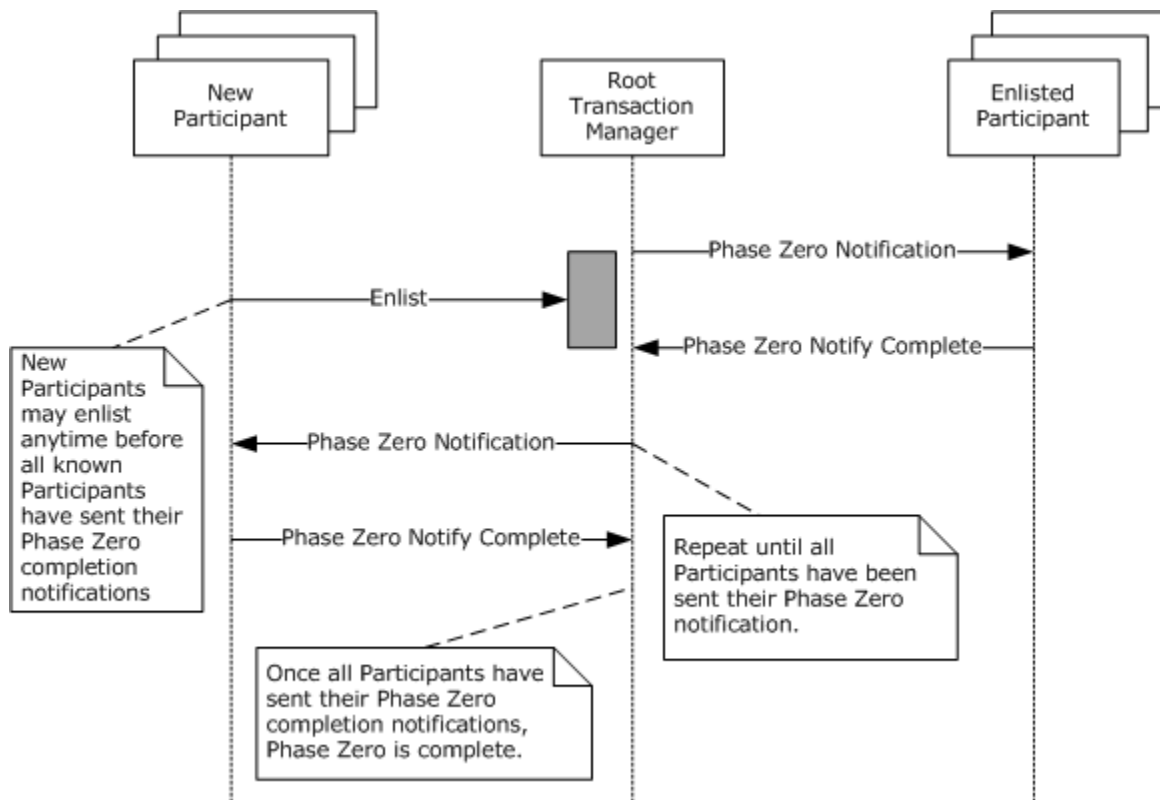 New
Participant
Root
Transaction
Manager
Enlisted
Participant
Phase Zero Notification
Enlist
Phase Zero Notify Complete
New
Participants
may enlist
anytime before
all known
Participants
have sent their
Phase Zero
completion
notifications
Phase Zero Notification
Phase Zero Notify Complete
Repeat until all
Participants have been
sent their Phase Zero
notification.
Once all Participants have
sent their Phase Zero
completion notifications,
Phase Zero is complete.